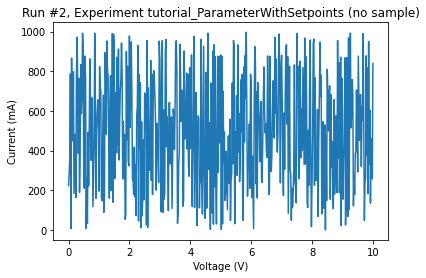 Run #2, Experiment tutorial_ParameterWithSetpoints (no sample)
1000
800
600
400
200
0
Current (mA)
0 2 4 6 8 10
Voltage (V)